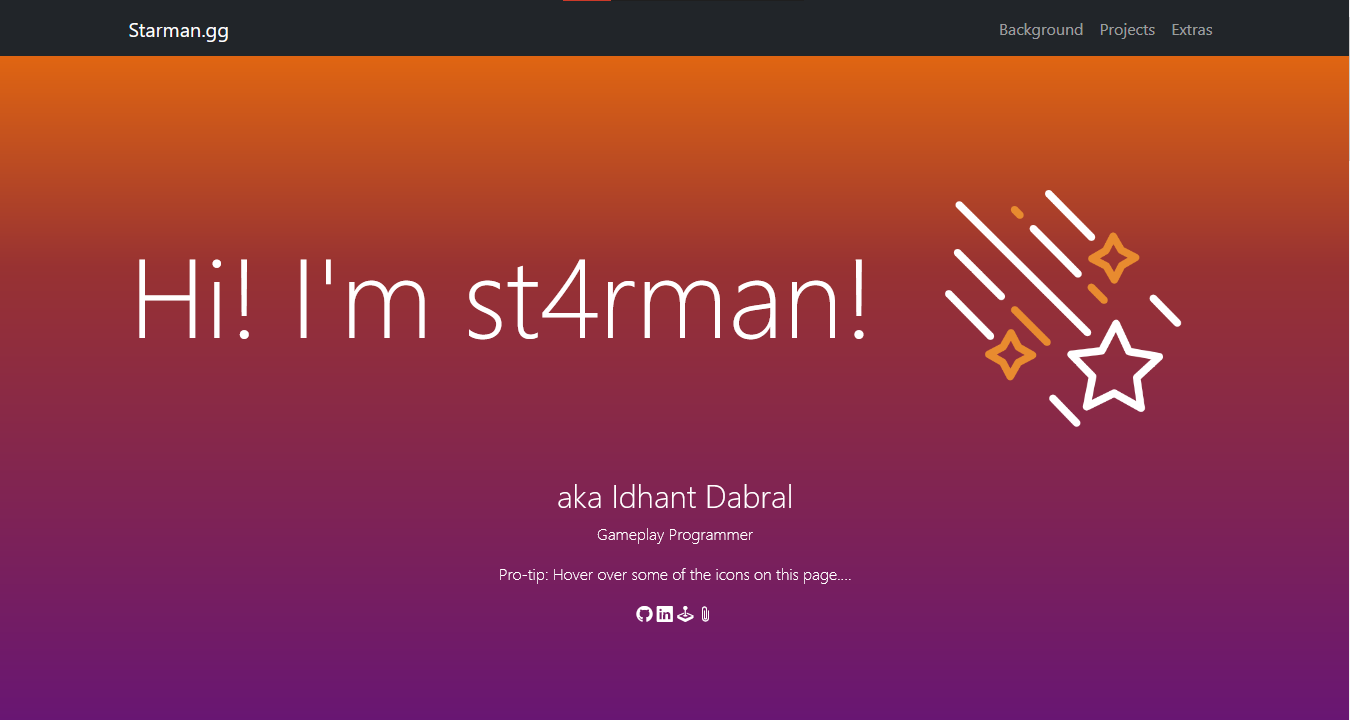 Starman.gg
Background Projects Extras
Hi! I'm st4rman!
aka Idhant Dabral
Gameplay Programmer
Pro-tip: Hover over some of the icons on this page....
in